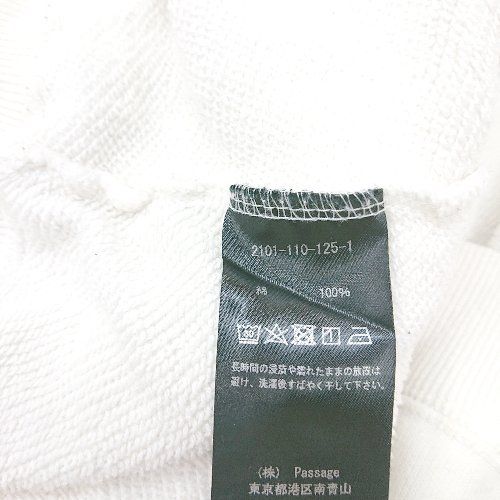 2101-110-125-1
綿 100%
長時間の浸漬や濡れたままの放置は
避け、洗濯後すばやく干して下さい。
(株) Passage
東京都港区南青山